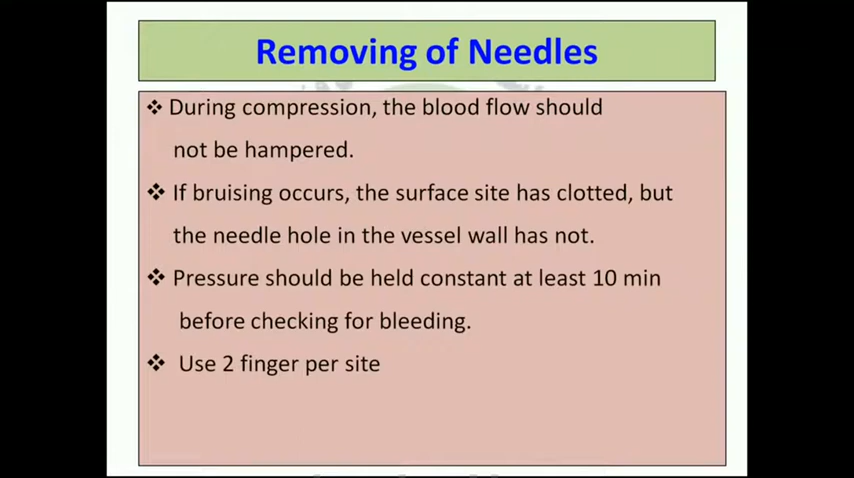 Removing of Needles
❖ During compression, the blood flow should
not be hampered.
❖ If bruising occurs, the surface site has clotted, but
the needle hole in the vessel wall has not.
❖ Pressure should be held constant at least 10 min
before checking for bleeding.
❖ Use 2 finger per site